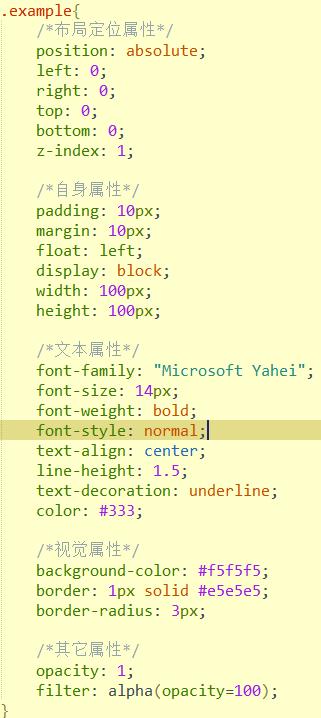 .example{
/*布局定位属性*/
position: absolute;
left: 0;
right: 0;
top: 0;
bottom: 0;
z-index: 1;
/*自身属性*/
padding: 10px;
margin: 10px;
float: left;
display: block;
width: 100px;
height: 100px;
/*文本属性*/
font-family: "Microsoft Yahei";
font-size: 14px;
font-weight: bold;
font-style: normal;
text-align: center;
line-height: 1.5;
text-decoration: underline;
color: #333;
/*视觉属性*/
background-color: #f5f5f5;
border: 1px solid #e5e5e5;
border-radius: 3px;
/*其它属性*/
opacity: 1;
filter: alpha(opacity=100);
}